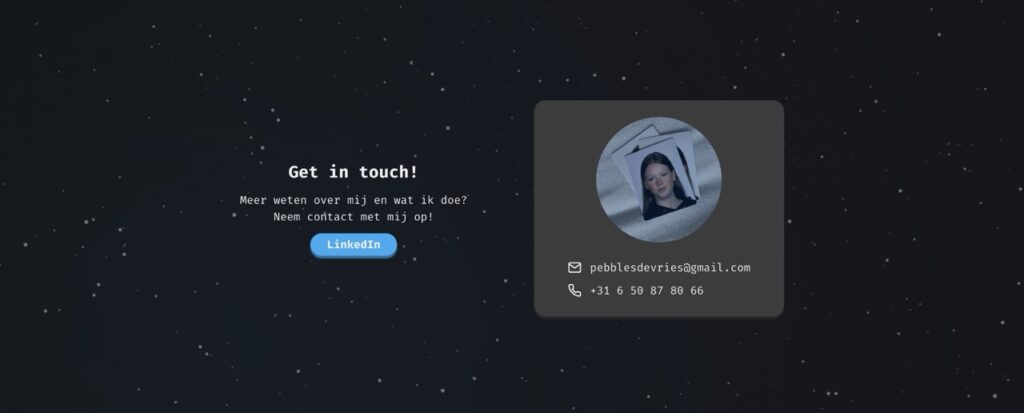 Get in touch!
Meer weten over mij en wat ik doe?
Neem contact met mij op!
LinkedIn
pebblesdevries@gmail.com
+31 6 50 87 80 66